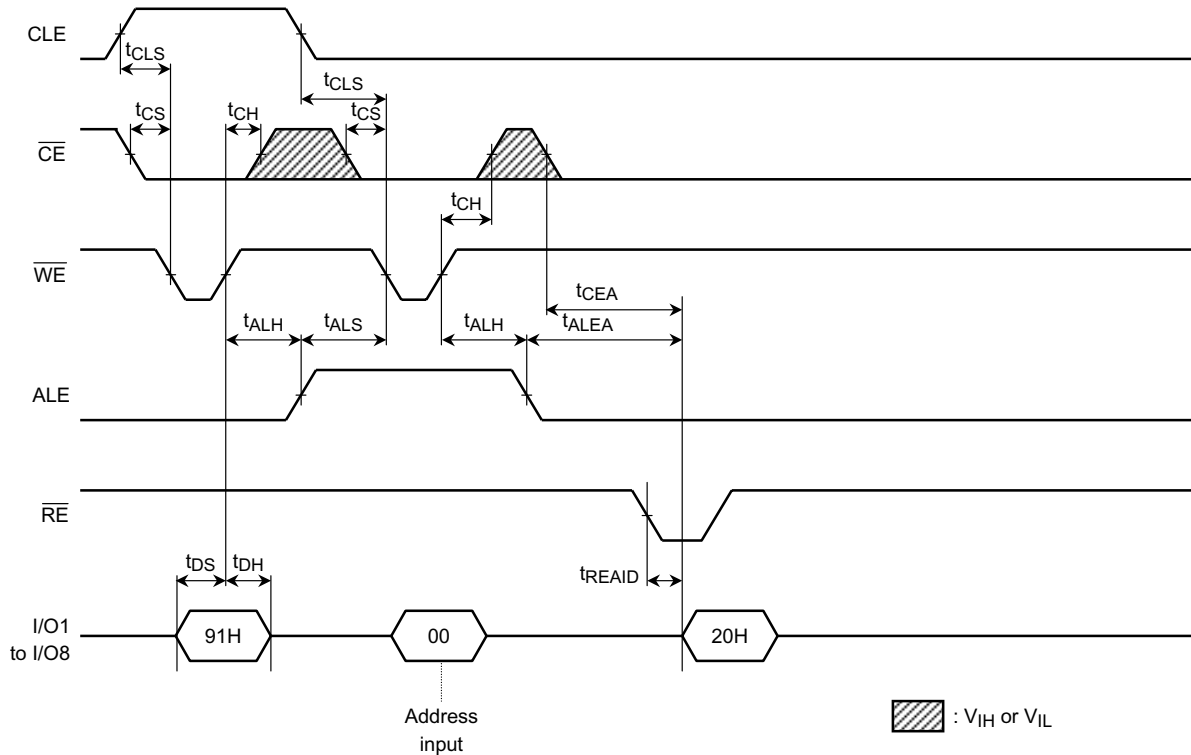 CLE
tCLS
tCLS
tCS
tCH
tCS
CE
tCH
WE
tCEA
tALH
tALS
tALH
tALEA
ALE
RE
tDS
tDH
tREAID
I/O1
to I/O8
91H
00
20H
Address
input
: VIH or VIL